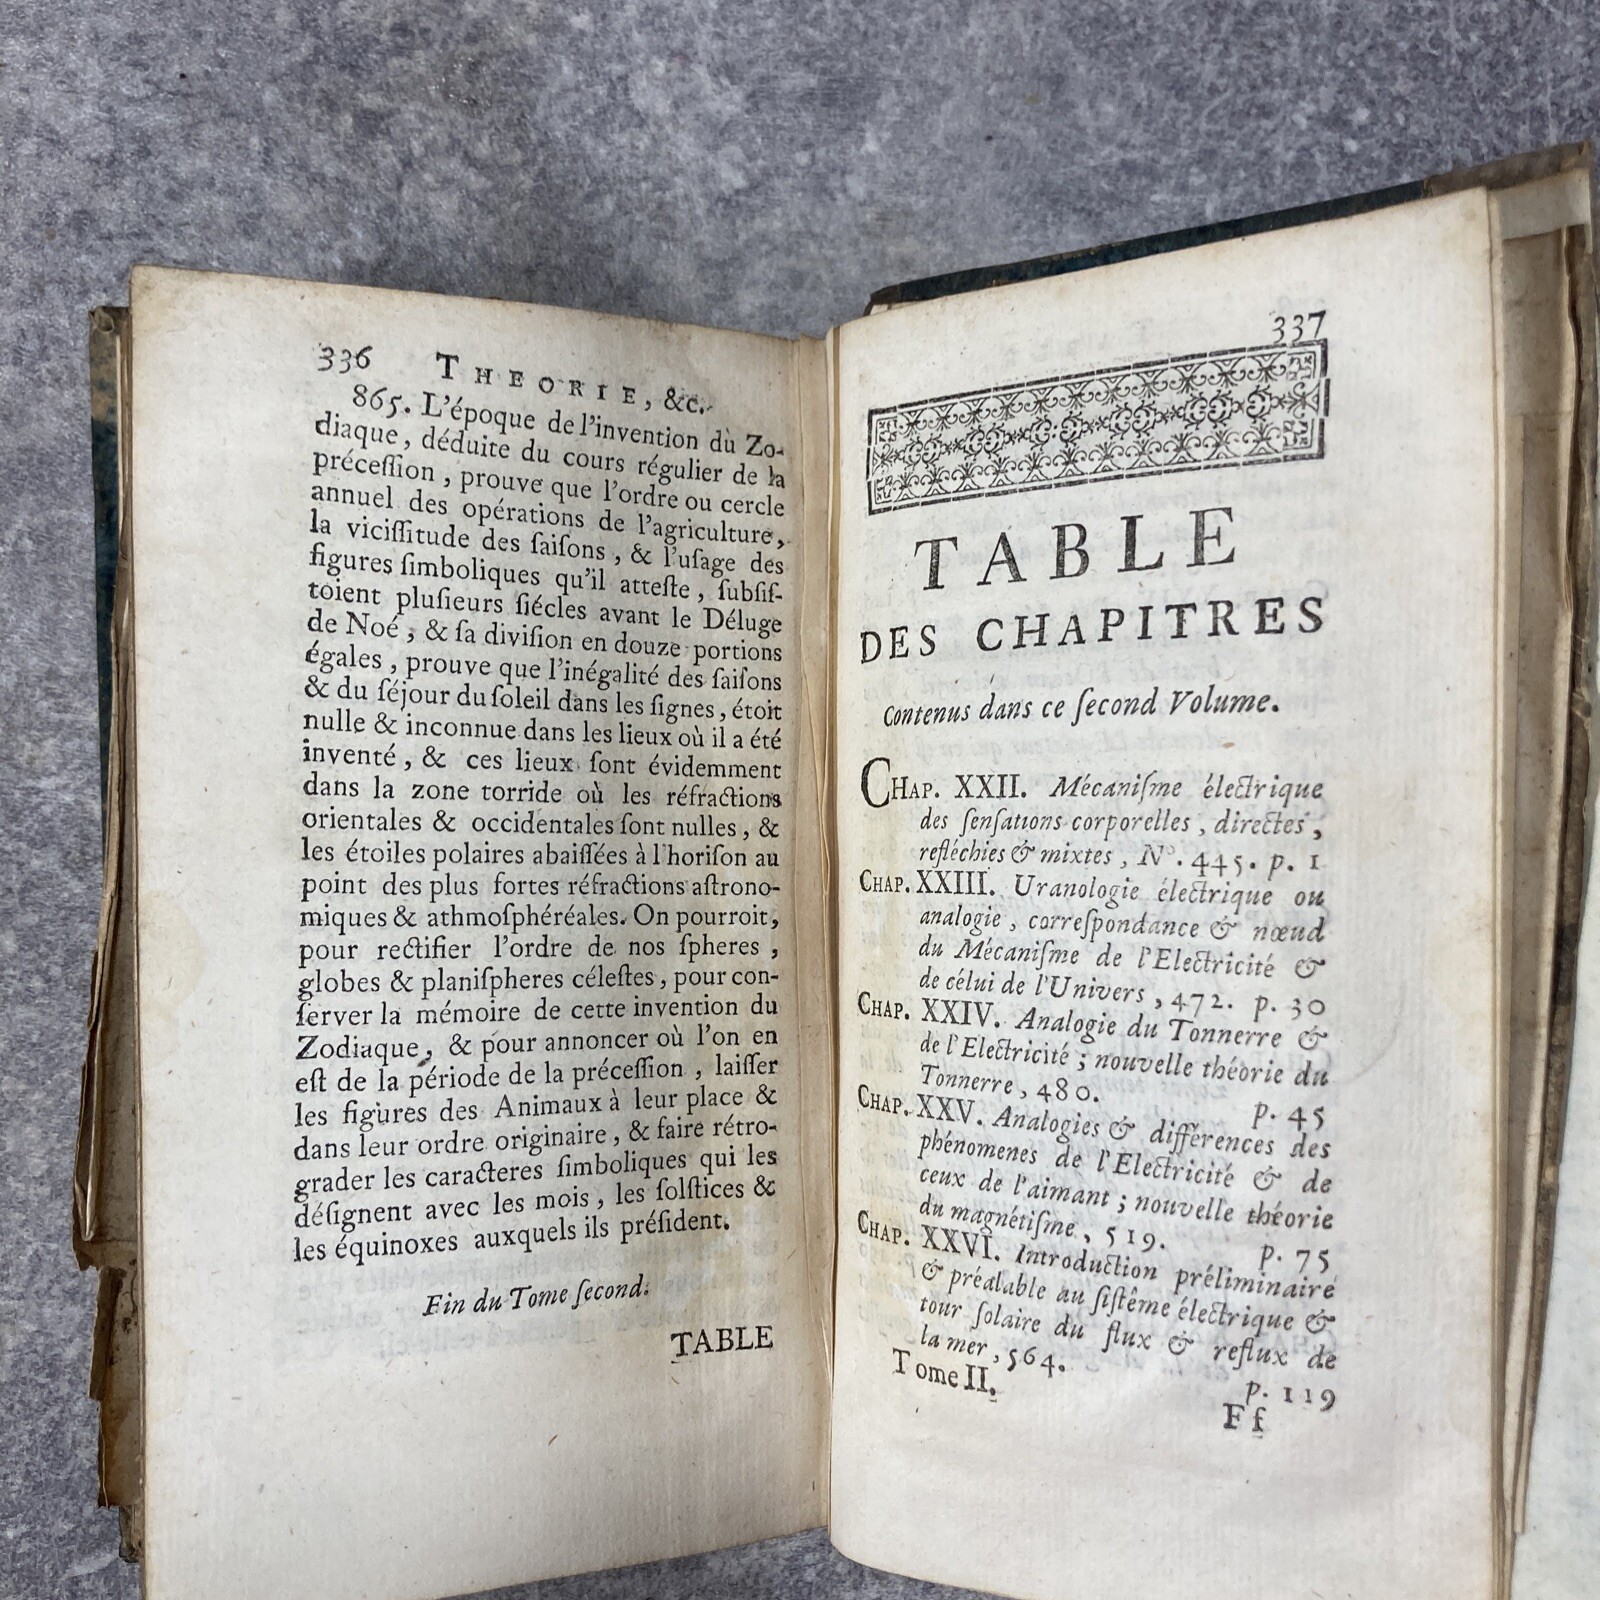 336 THEORIE, &c.
865. L'époque de l'invention du Zo-
diaque, déduite du cours régulier de la
préceſſion, prouve que l'ordre ou cercle
annuel des opérations de l'agriculture,
la viciſſitude des ſaiſons, & l'uſage des
figures ſimboliques qu'il atteſte, ſubſiſ-
toient pluſieurs ſiécles avant le Déluge
de Noé, & ſa diviſion en douze portions
égales, prouve que l'inégalité des ſaiſons
& du ſéjour du ſoleil dans les ſignes, étoit
nulle & inconnue dans les lieux où il a été
inventé, & ces lieux ſont évidemment
dans la zone torride où les réfractions
orientales & occidentales ſont nulles, &
les étoiles polaires abaiſſées à l'horiſon au
point des plus fortes réfractions aſtrono-
miques & athmoſphéréales. On pourroit,
pour rectifier l'ordre de nos ſpheres,
globes & planiſpheres céleſtes, pour con-
ſerver la mémoire de cette invention du
Zodiaque, & pour annoncer où l'on en
eſt de la période de la préceſſion, laiſſer
les figures des Animaux à leur place &
dans leur ordre originaire, & faire rétro-
grader les caracteres ſimboliques qui les
déſignent avec les mois, les ſolſtices &
les équinoxes auxquels ils préſident.
Fin du Tome ſecond.
TABLE
337
TABLE
DES CHAPITRES
Contenus dans ce ſecond Volume.
CHAP. XXII. Mécaniſme électrique
des ſenſations corporelles, directes,
refléchies & mixtes, N°. 445. p. 1
CHAP. XXIII. Uranologie électrique ou
analogie, correſpondance & nœud
du Mécaniſme de l'Electricité &
de célui de l'Univers, 472. p. 30
CHAP. XXIV. Analogie du Tonnerre &
de l'Electricité; nouvelle théorie du
Tonnerre, 480. p. 45
CHAP. XXV. Analogies & différences des
phénomenes de l'Electricité & de
ceux de l'aimant; nouvelle théorie
du magnétiſme, 519. p. 75
CHAP. XXVI. Introduction préliminaire
& préalable au ſiſtême électrique &
tour ſolaire du flux & reflux de
la mer, 564. p. 119
Tome II. Ff